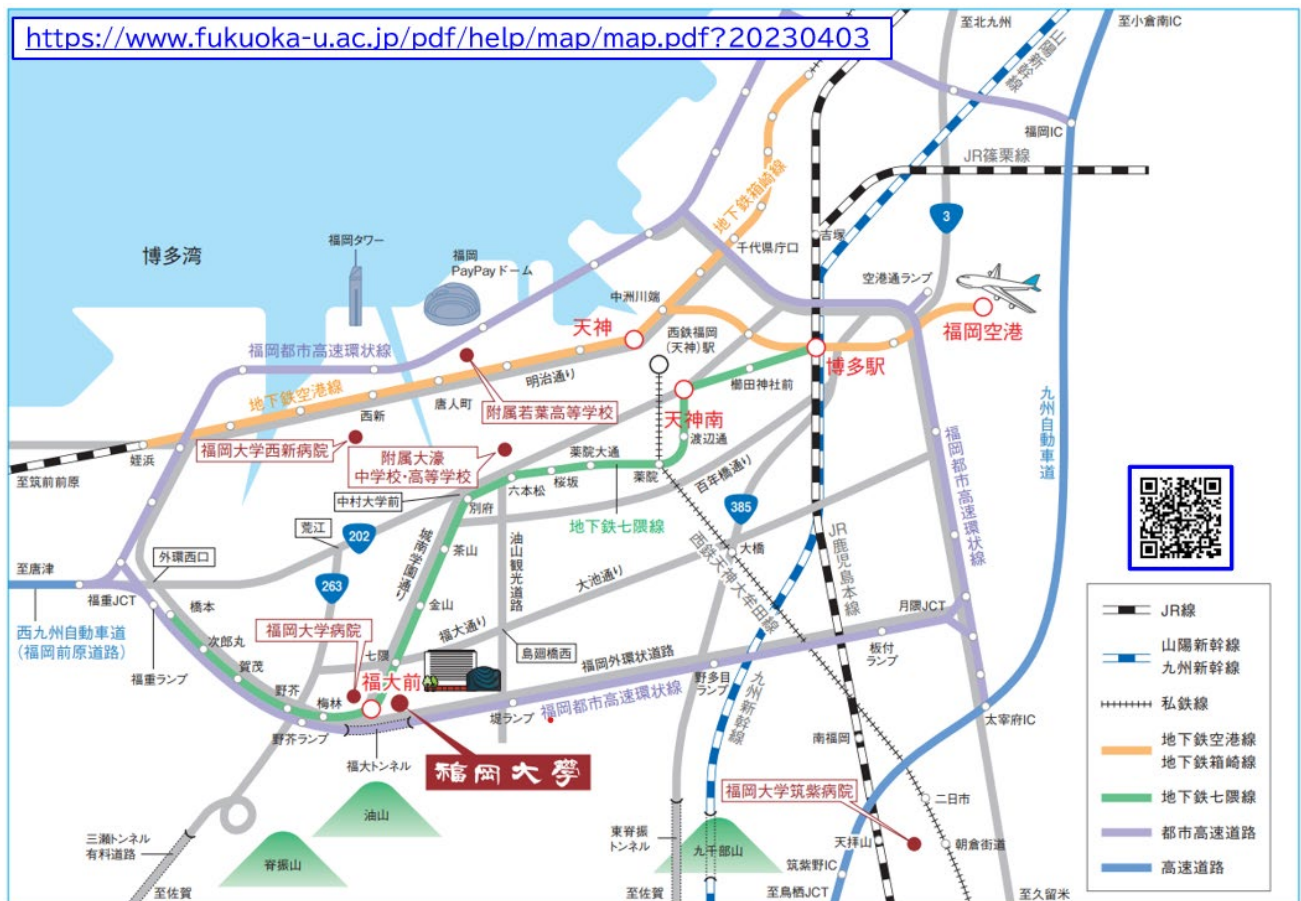 https://www.fukuoka-u.ac.jp/pdf/help/map/map.pdf?20230403
至北九州
至小倉南IC
山陽新幹線
福岡IC
JR篠栗線
地下鉄箱崎線
3
福岡タワー
博多湾
福岡
PayPayドーム
千代県庁口
吉塚
空港通ランプ
中洲川端
天神
西鉄福岡
(天神)駅
福岡空港
福岡都市高速環状線
博多駅
明治通り
櫛田神社前
地下鉄空港線
唐人町
西新
附属若葉高等学校
天神南
九州自動車道
渡辺通
福岡大学西新病院
附属大濠
中学校・高等学校
薬院大通
姪浜
至筑前前原
桜坂
薬院
六本松
百年橋通り
福岡都市高速環状線
中村大学前
別府
地下鉄七隈線
385
荒江
202
城南学園通り
茶山
油山観光道路
大橋
JR鹿児島本線
西鉄天神大牟田線
外環西口
至唐津
263
大池通り
福重JCT
橋本
金山
月隈JCT
JR線
西九州自動車道
(福岡前原道路)
福岡大学病院
福大通り
次郎丸
七隈
島廻橋西
板付
ランプ
山陽新幹線
九州新幹線
賀茂
福重ランプ
福岡外環状道路
野多目
ランプ
福大前
野芥
梅林
福岡都市高速環状線
九州新幹線
私鉄線
堤ランプ
太宰府IC
野芥ランプ
南福岡
地下鉄空港線
地下鉄箱崎線
福大トンネル
福岡大學
福岡大学筑紫病院
地下鉄七隈線
二日市
油山
都市高速道路
三瀬トンネル
有料道路
東脊振
トンネル
九千部山
天拝山
朝倉街道
脊振山
筑紫野IC
高速道路
至佐賀
至佐賀
至鳥栖JCT
至久留米